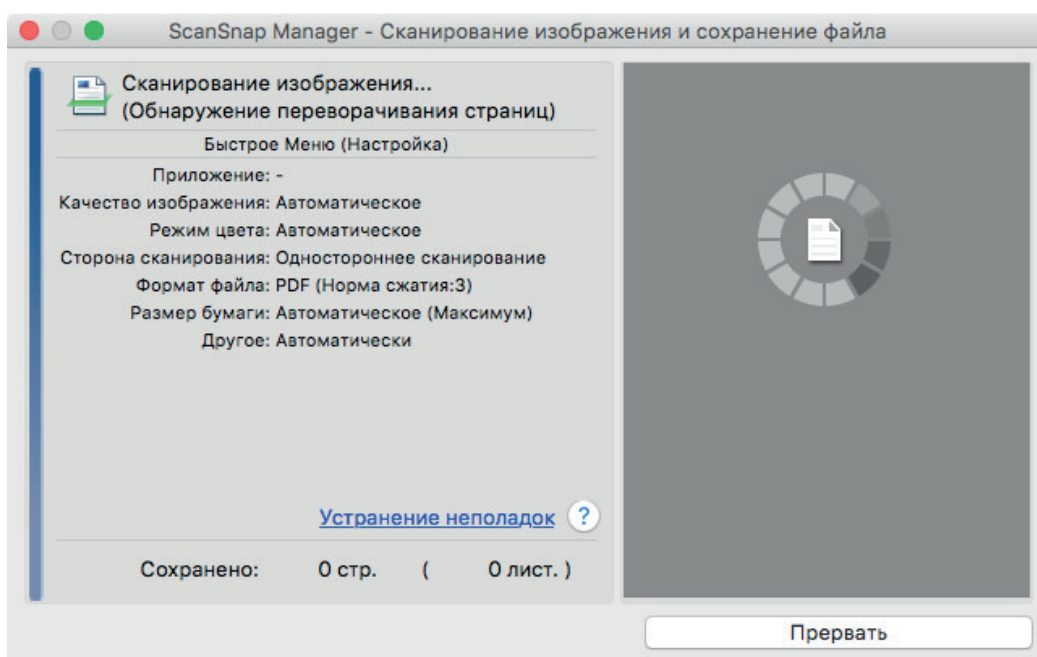 ScanSnap Manager - Сканирование изображения и сохранение файла
Сканирование изображения...
(Обнаружение переворачивания страниц)
Быстрое Меню (Настройка)
Приложение: -
Качество изображения: Автоматическое
Режим цвета: Автоматическое
Сторона сканирования: Одностороннее сканирование
Формат файла: PDF (Норма сжатия:3)
Размер бумаги: Автоматическое (Максимум)
Другое: Автоматически
Устранение неполадок ?
Сохранено: 0 стр. ( 0 лист. )
Прервать